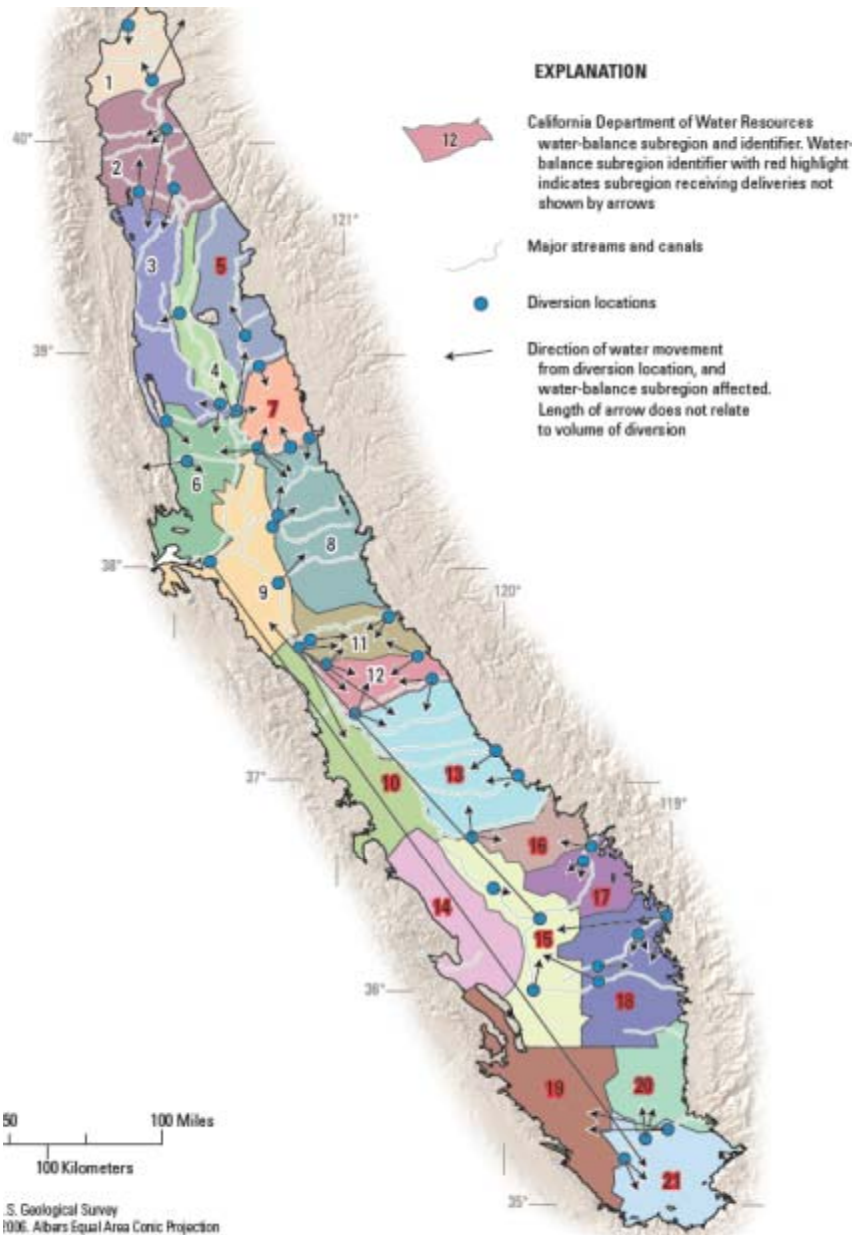 EXPLANATION
12
California Department of Water Resources
water-balance subregion and identifier. Water-
balance subregion identifier with red highlight
indicates subregion receiving deliveries not
shown by arrows
Major streams and canals
Diversion locations
Direction of water movement
from diversion location, and
water-balance subregion affected.
Length of arrow does not relate
to volume of diversion
1
40°
2
121°
3
5
39°
4
7
6
8
38°
9
120°
11
12
10
13
37°
119°
16
17
14
15
36°
18
19
20
21
35°
50
100 Miles
100 Kilometers
.S. Geological Survey
2006. Albers Equal Area Conic Projection